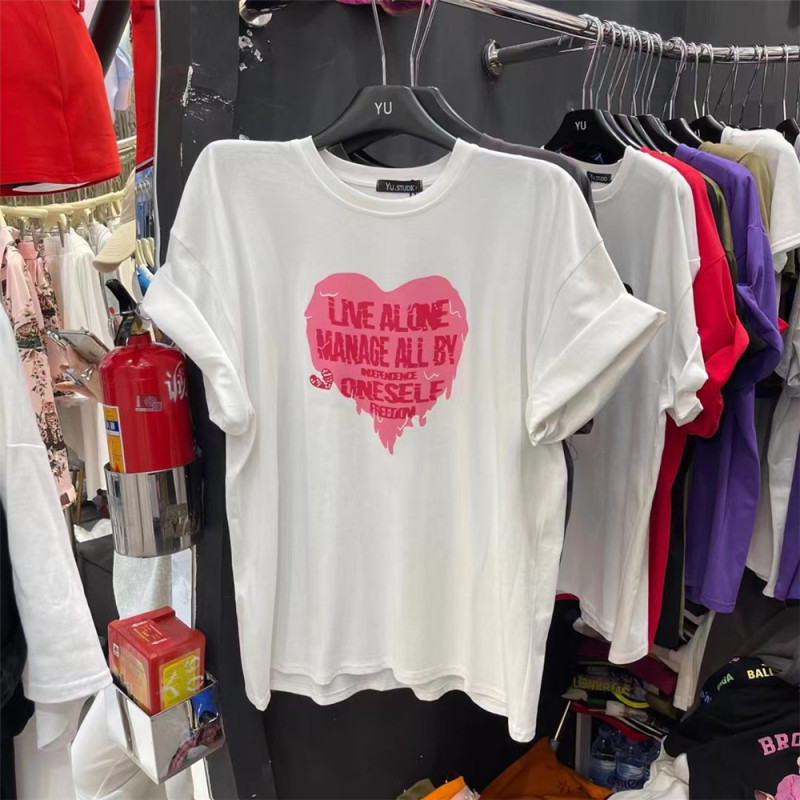 YU
YU
YU.STUDIO
LIVE ALONE
MANAGE ALL BY
INDEPENDENCE
ONESELF
FREEDOM
BALL
BRO